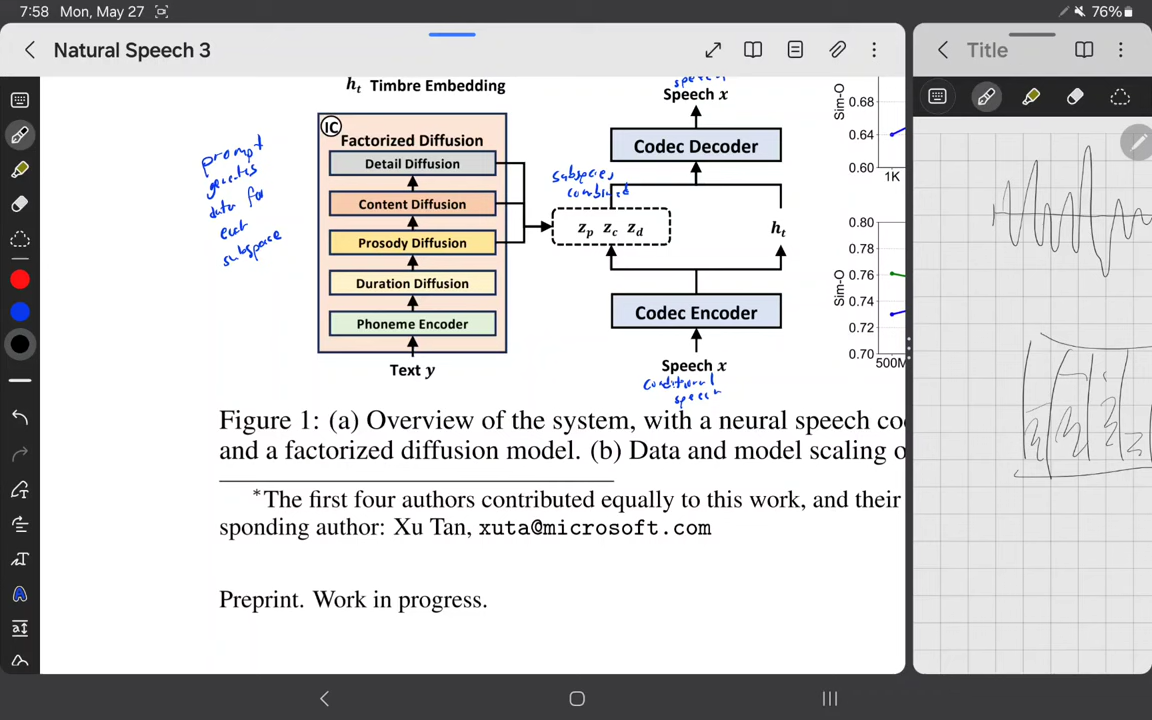 7:58 Mon, May 27
76%
Natural Speech 3
Title
h_t Timbre Embedding
IC
Factorized Diffusion
Detail Diffusion
Content Diffusion
Prosody Diffusion
Duration Diffusion
Phoneme Encoder
Text y
prompt
data for
each
subspace
speech
Speech x
Codec Decoder
subspaces
combined
z_p z_c z_d
h_t
Codec Encoder
Speech x
conditional
speech
Sim-O
0.68
0.64
0.60
1K
Sim-O
0.80
0.78
0.76
0.74
0.72
0.70
500M
Figure 1: (a) Overview of the system, with a neural speech co
and a factorized diffusion model. (b) Data and model scaling o
*The first four authors contributed equally to this work, and their
sponding author: Xu Tan, xuta@microsoft.com
Preprint. Work in progress.